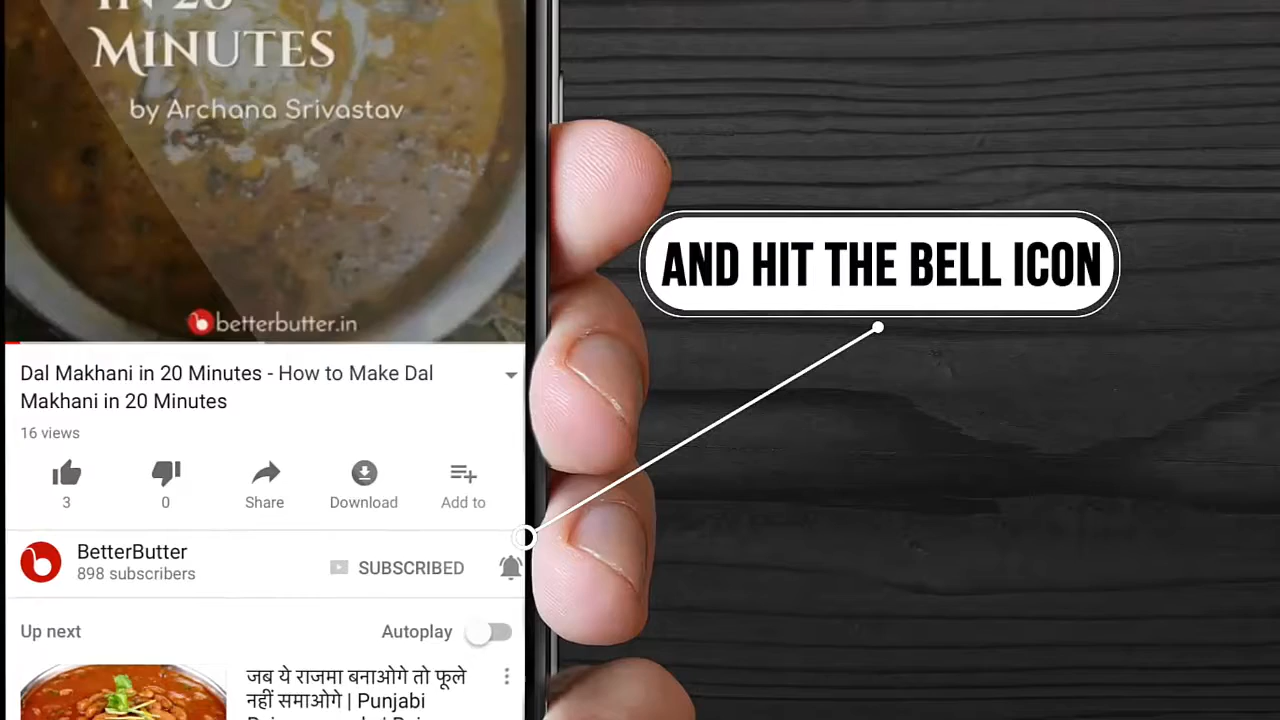 IN 20
MINUTES
by Archana Srivastav
betterbutter.in
AND HIT THE BELL ICON
Dal Makhani in 20 Minutes - How to Make Dal
Makhani in 20 Minutes
16 views
3
0
Share
Download
Add to
BetterButter
898 subscribers
SUBSCRIBED
Up next
Autoplay
जब ये राजमा बनाओगे तो फूले
नहीं समाओगे | Punjabi